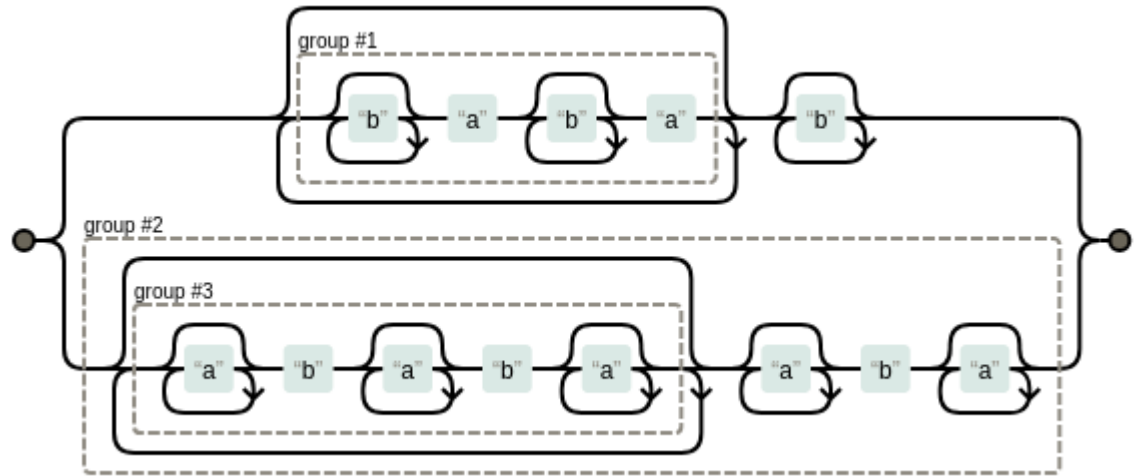 group #1
“b” “a” “b” “a” “b”
group #2
group #3
“a” “b” “a” “b” “a” “a” “b” “a”